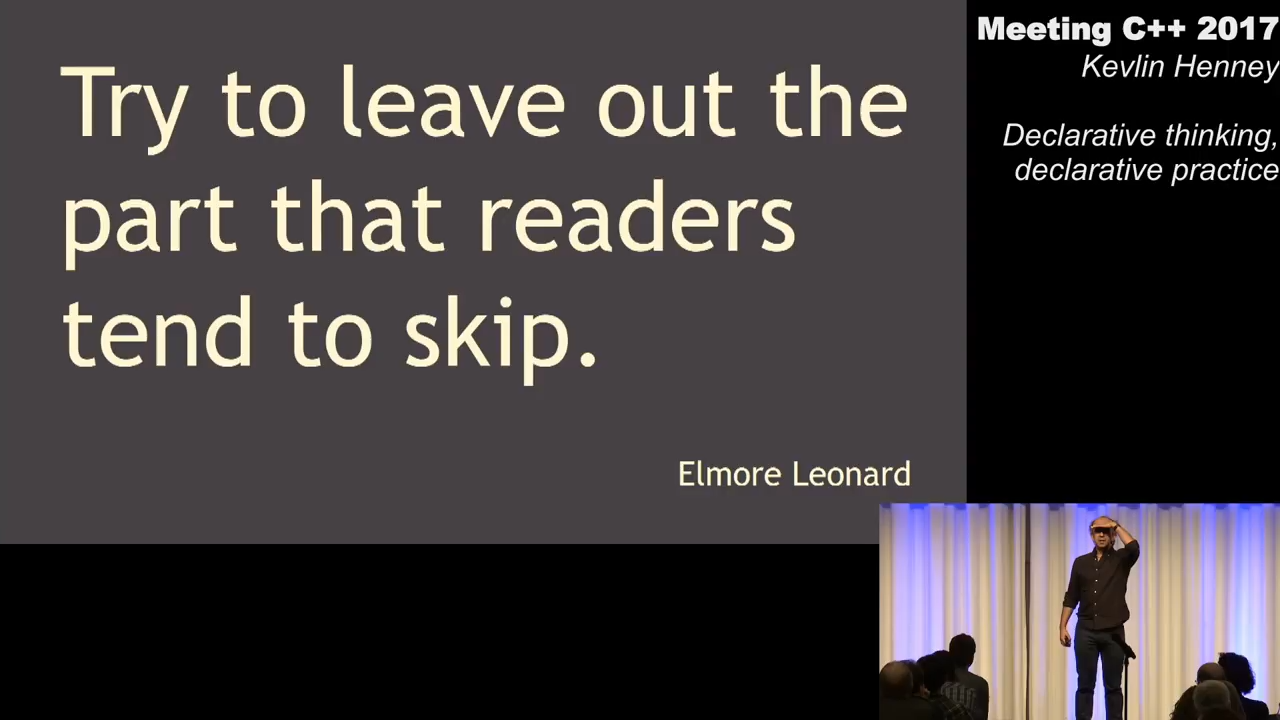 Try to leave out the
part that readers
tend to skip.
Elmore Leonard
Meeting C++ 2017
Kevlin Henney
Declarative thinking,
declarative practice